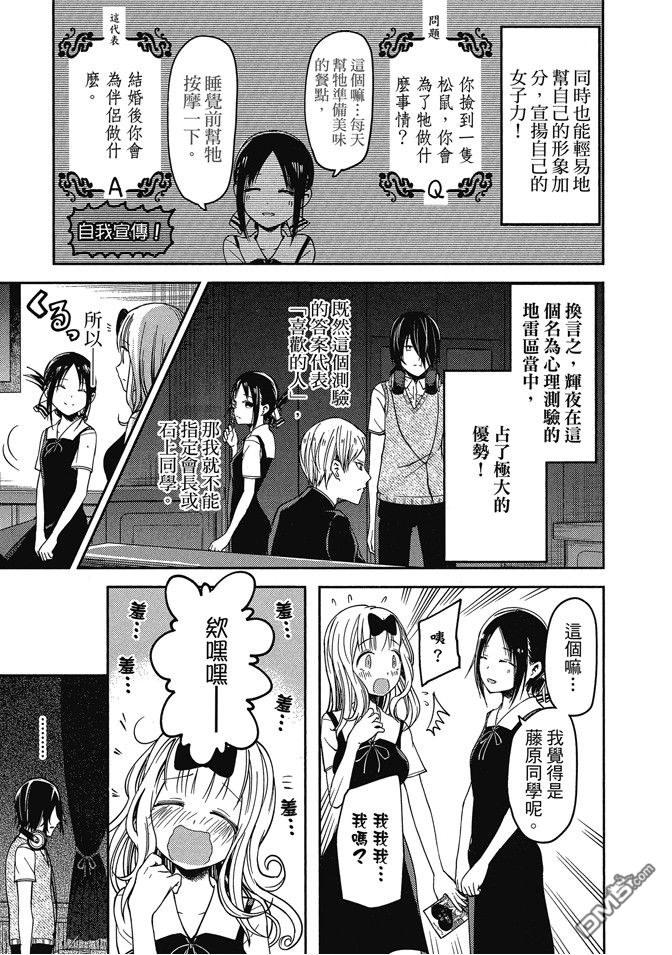 同時也能輕易地
幫自己的形象加
分，宣揚自己的
女子力！
問題
你撿到一隻
松鼠，你會
為了牠做什
麼事情？
Q
這個嘛…每天
幫牠準備美味
的餐點，
睡覺前幫牠
按摩一下。
這代表
結婚後你會
為伴侶做什
麼。
A
自我宣傳！
換言之，輝夜在這
個名為心理測驗的
地雷區當中，
占了極大的
優勢！
既然這個測驗
的答案代表
「喜歡的人」，
那我就不能
指定會長或
石上同學。
所以—
くるっ
這個嘛…
我覺得是
藤原同學呢。
咦？
我我我…
我嗎？
欸嘿嘿——
羞…
羞…
羞…
羞…
羞…
………
DM5.com